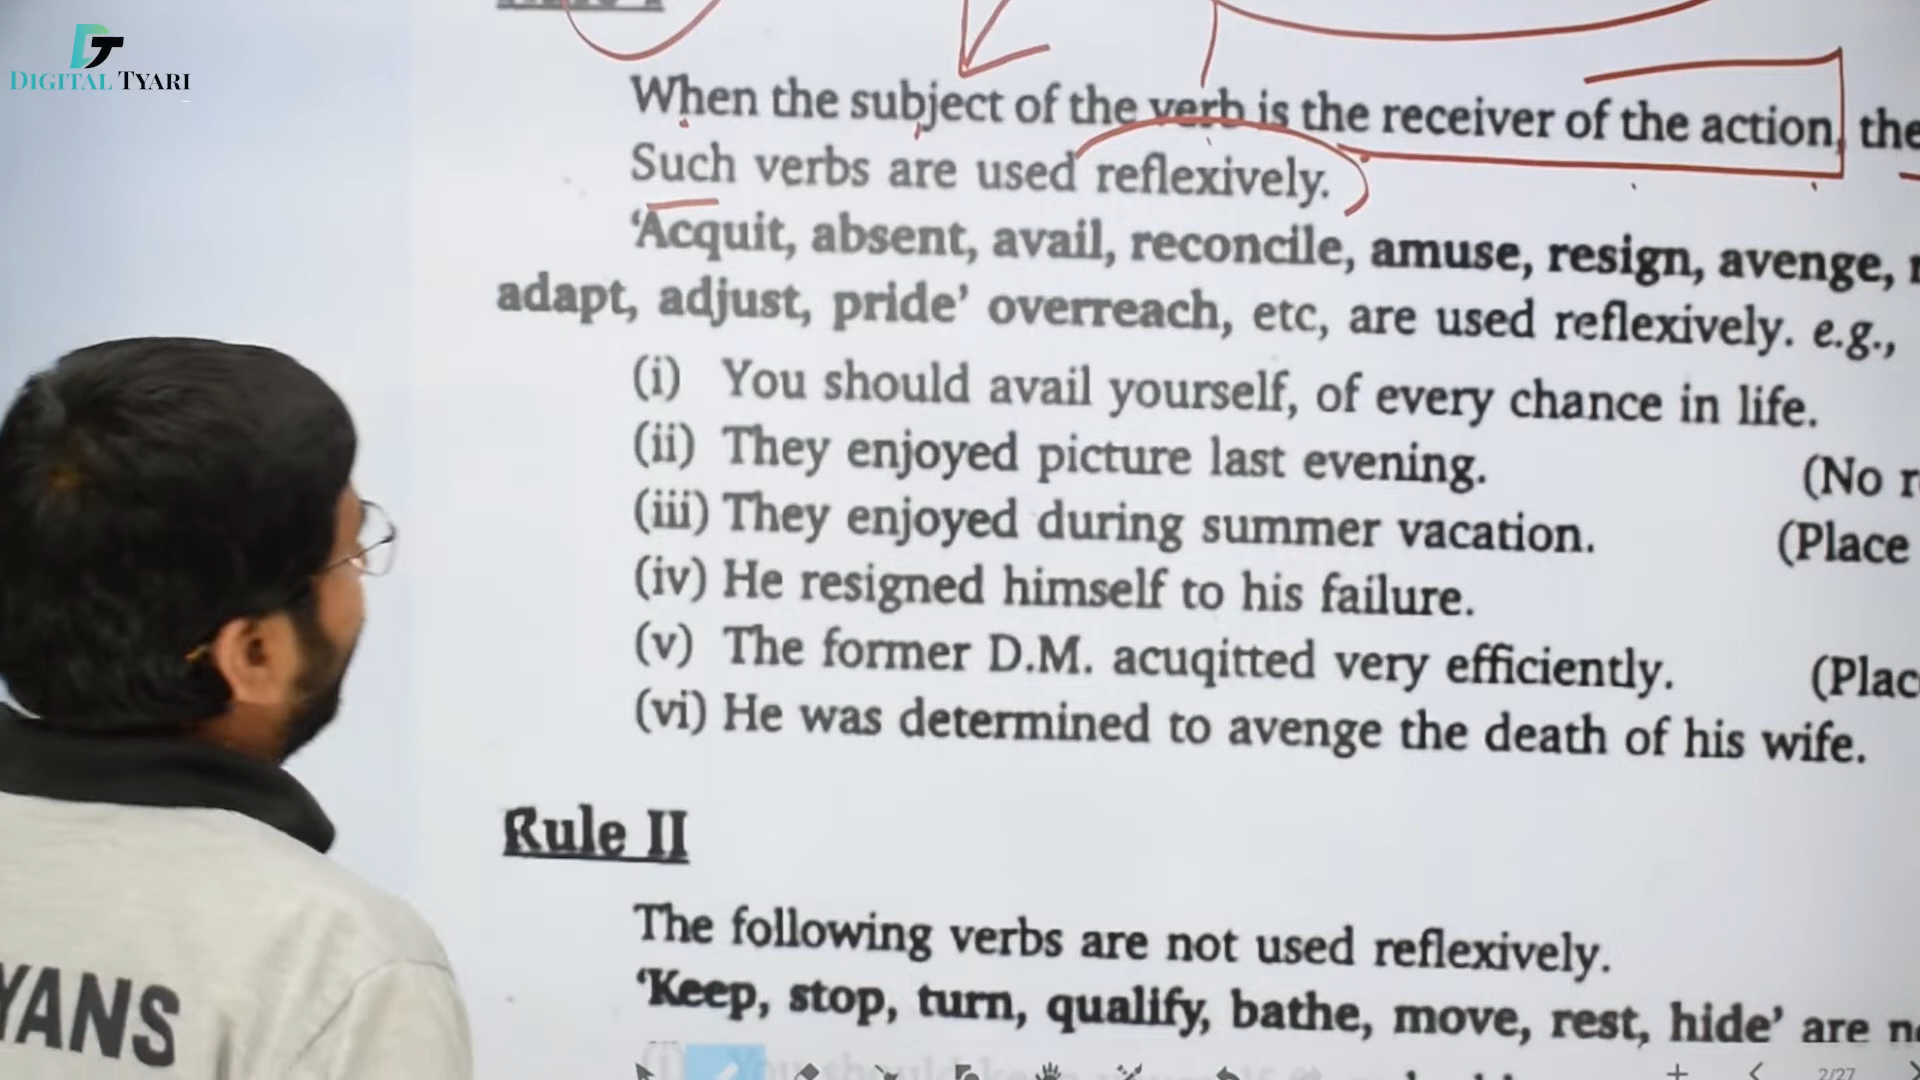 DIGITAL TYARI
When the subject of the verb is the receiver of the action, the
Such verbs are used reflexively.
‘Acquit, absent, avail, reconcile, amuse, resign, avenge,
adapt, adjust, pride’ overreach, etc, are used reflexively. e.g.,
(i) You should avail yourself, of every chance in life.
(ii) They enjoyed picture last evening. (No
(iii) They enjoyed during summer vacation. (Place
(iv) He resigned himself to his failure.
(v) The former D.M. acuqitted very efficiently. (Plac
(vi) He was determined to avenge the death of his wife.
Rule II
The following verbs are not used reflexively.
‘Keep, stop, turn, qualify, bathe, move, rest, hide’ are
YANS
(i) You should
2/27